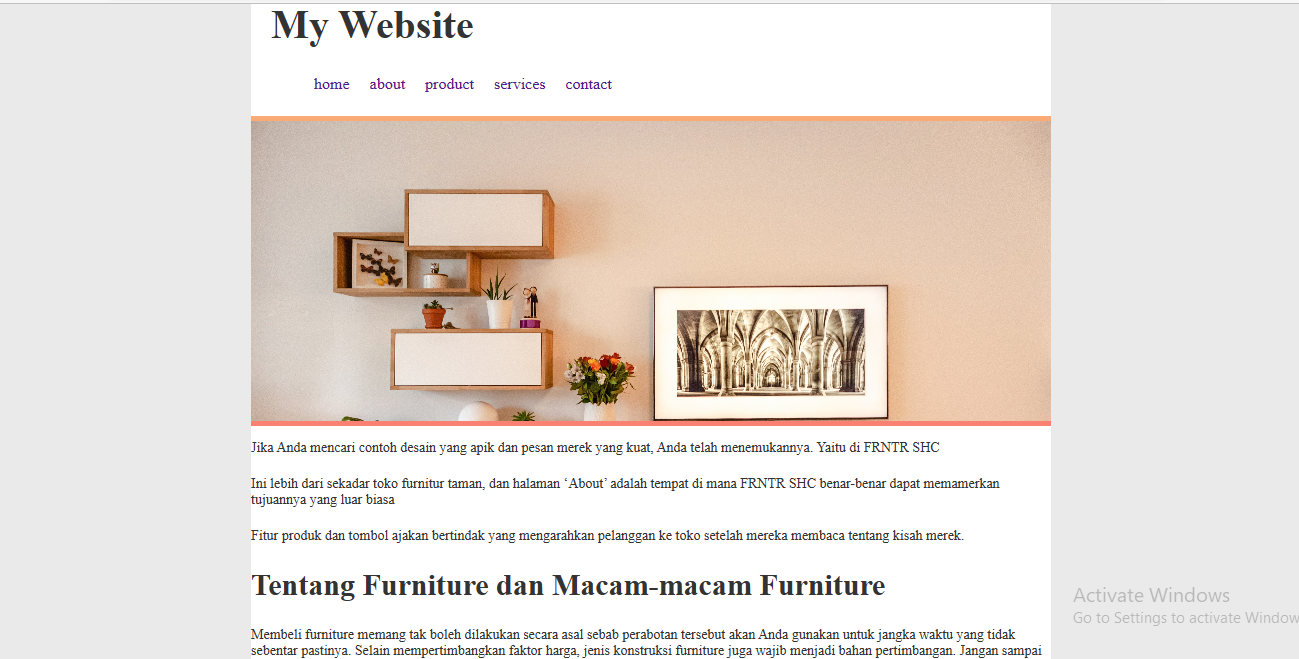 My Website
home about product services contact
Jika Anda mencari contoh desain yang apik dan pesan merek yang kuat, Anda telah menemukannya. Yaitu di FRNTR SHC
Ini lebih dari sekadar toko furnitur taman, dan halaman ‘About’ adalah tempat di mana FRNTR SHC benar-benar dapat memamerkan
tujuannya yang luar biasa
Fitur produk dan tombol ajakan bertindak yang mengarahkan pelanggan ke toko setelah mereka membaca tentang kisah merek.
Tentang Furniture dan Macam-macam Furniture
Membeli furniture memang tak boleh dilakukan secara asal sebab perabotan tersebut akan Anda gunakan untuk jangka waktu yang tidak
sebentar pastinya. Selain mempertimbangkan faktor harga, jenis konstruksi furniture juga wajib menjadi bahan pertimbangan. Jangan sampai
Activate Windows
Go to Settings to activate Window